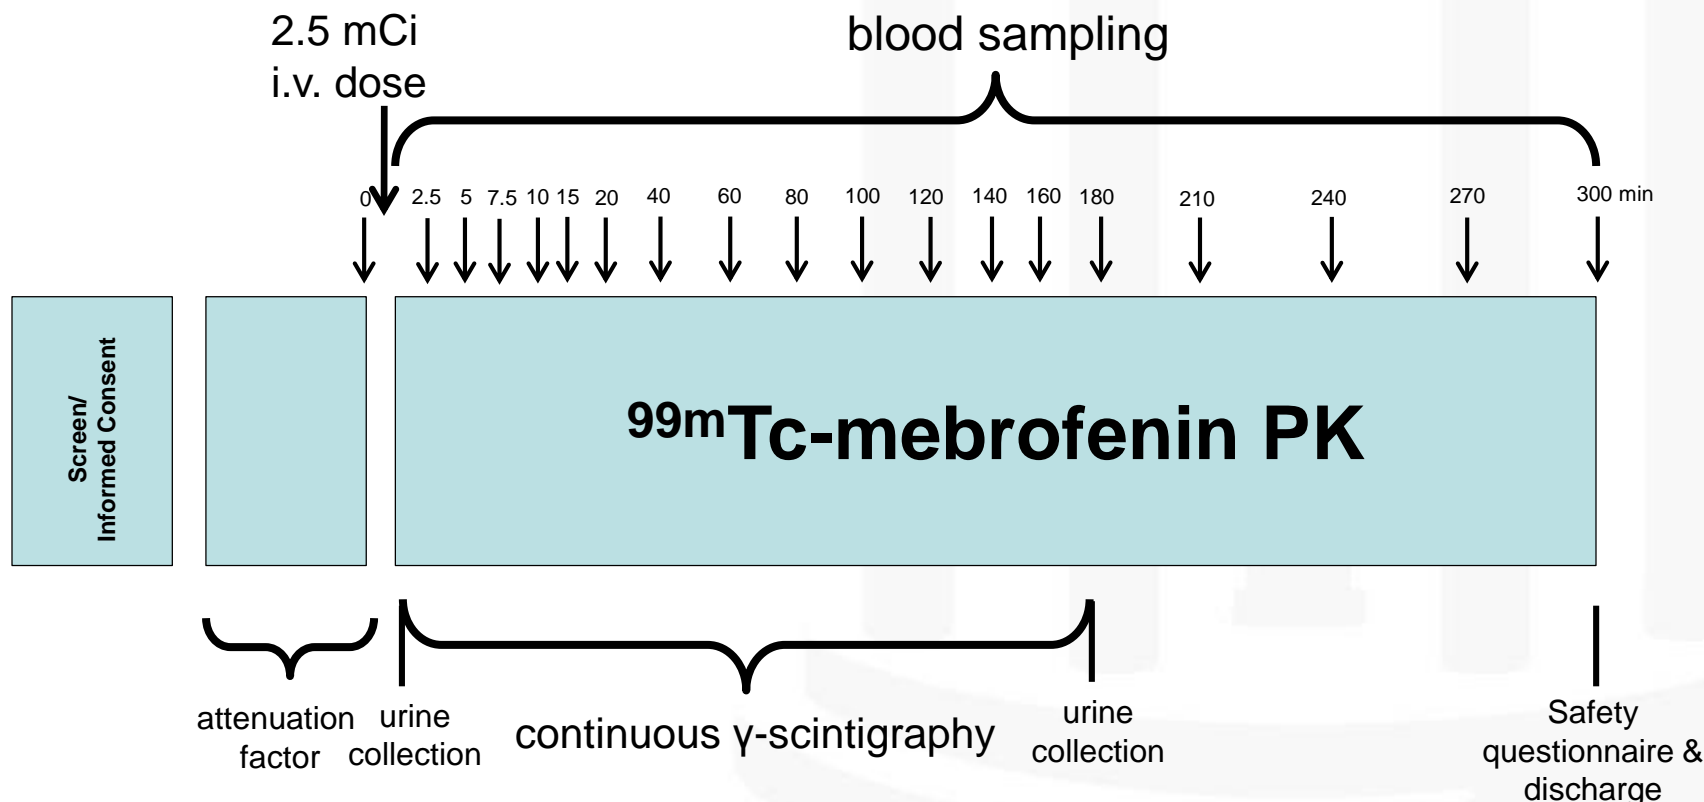 2.5 mCi
i.v. dose
blood sampling
0
2.5
5
7.5
10
15
20
40
60
80
100
120
140
160
180
210
240
270
300 min
Screen/
Informed Consent
99mTc-mebrofenin PK
attenuation
factor
urine
collection
continuous γ-scintigraphy
urine
collection
Safety
questionnaire &
discharge